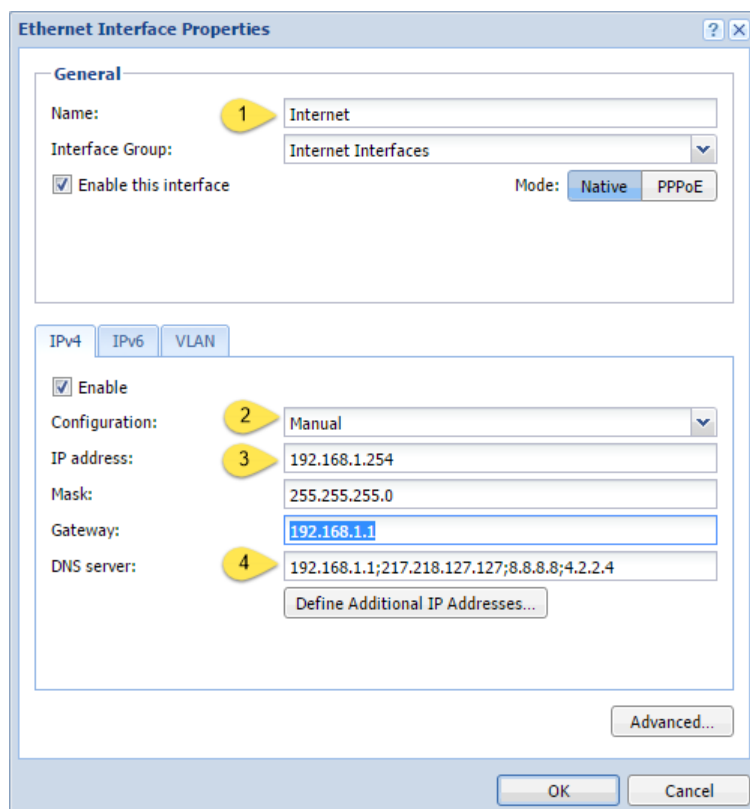 Ethernet Interface Properties ?
General
Name: 1 Internet
Interface Group: Internet Interfaces
Enable this interface Mode: Native PPPoE
IPv4 IPv6 VLAN
Enable
Configuration: 2 Manual
IP address: 3 192.168.1.254
Mask: 255.255.255.0
Gateway: 192.168.1.1
DNS server: 4 192.168.1.1;217.218.127.127;8.8.8.8;4.2.2.4
Define Additional IP Addresses...
Advanced...
OK Cancel